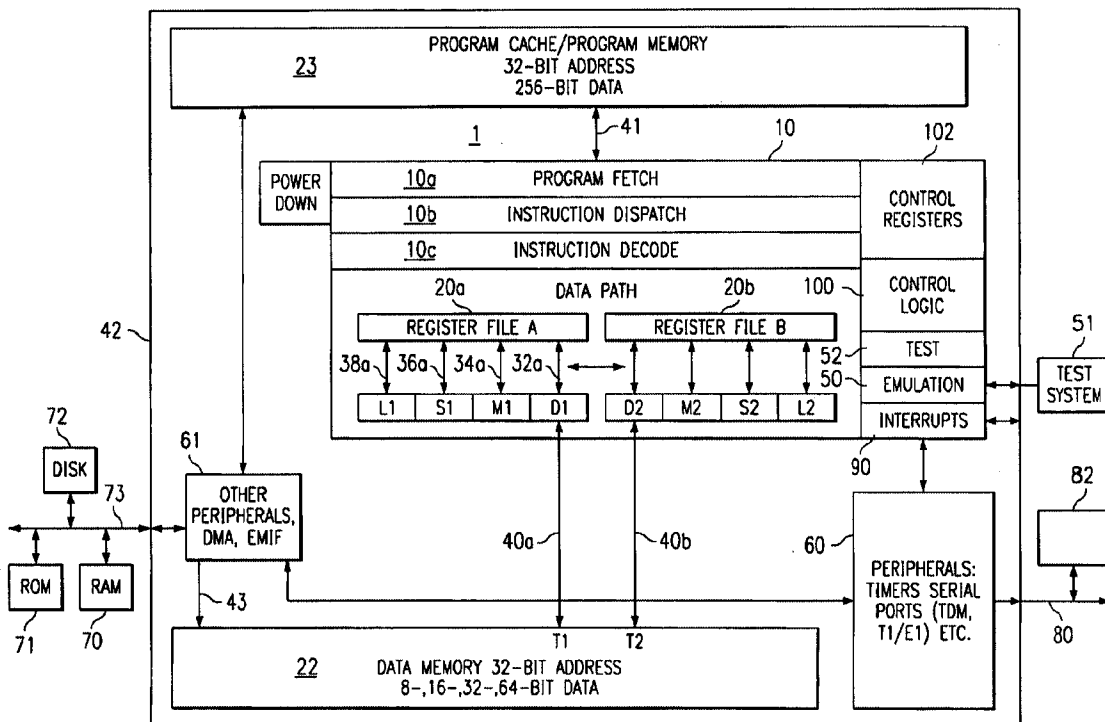 PROGRAM CACHE/PROGRAM MEMORY
23
32-BIT ADDRESS
256-BIT DATA
1
41
10
102
POWER
DOWN
10a
PROGRAM FETCH
10b
INSTRUCTION DISPATCH
10c
INSTRUCTION DECODE
CONTROL
REGISTERS
20a
DATA PATH
20b
100
CONTROL
LOGIC
42
REGISTER FILE A
REGISTER FILE B
38a
36a
34a
32a
52
TEST
50
EMULATION
51
TEST
SYSTEM
L1
S1
M1
D1
D2
M2
S2
L2
INTERRUPTS
90
72
DISK
61
73
OTHER
PERIPHERALS,
DMA, EMIF
82
40a
40b
60
ROM
RAM
71
70
43
PERIPHERALS:
TIMERS SERIAL
PORTS (TDM,
T1/E1) ETC.
80
T1
T2
22
DATA MEMORY 32-BIT ADDRESS
8-,16-,32-,64-BIT DATA